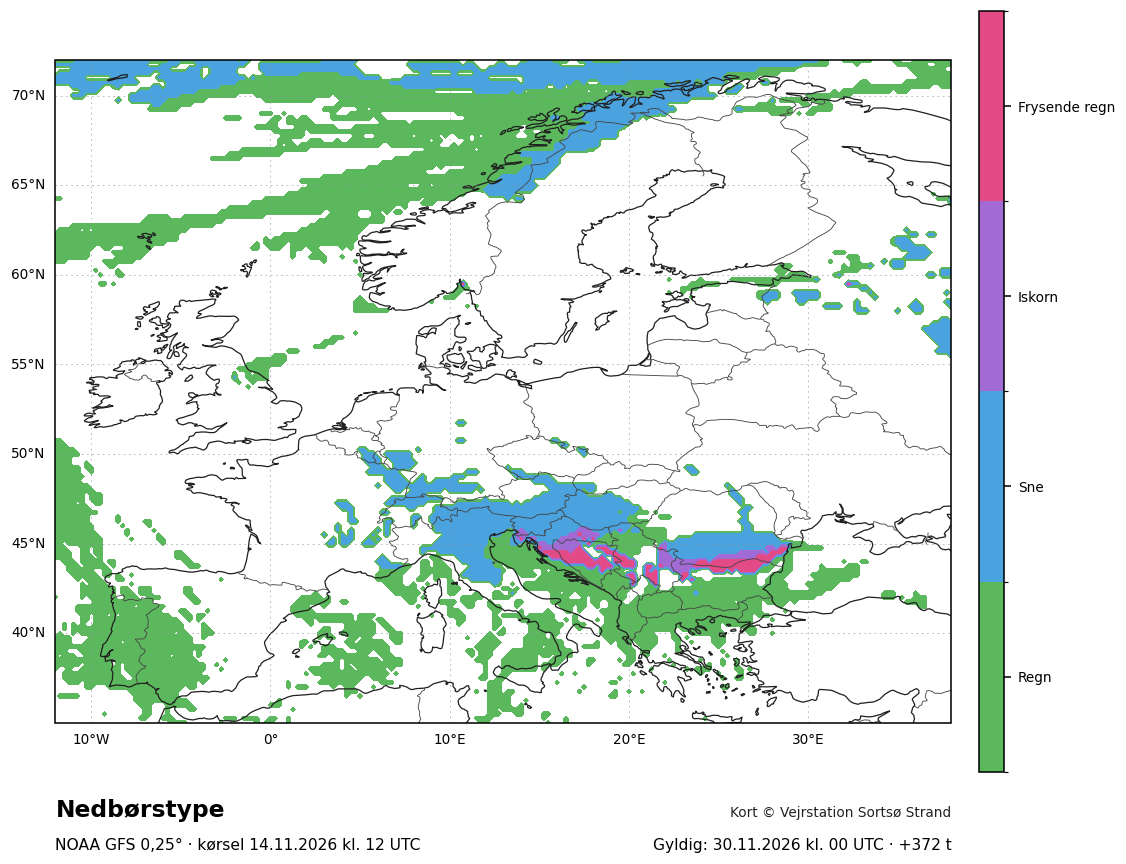 Frysende regn
Iskorn
Sne
Regn
70°N
65°N
60°N
55°N
50°N
45°N
40°N
10°W
0°
10°E
20°E
30°E
Nedbørstype
Kort © Vejrstation Sortsø Strand
NOAA GFS 0,25° · kørsel 14.11.2026 kl. 12 UTC
Gyldig: 30.11.2026 kl. 00 UTC · +372 t